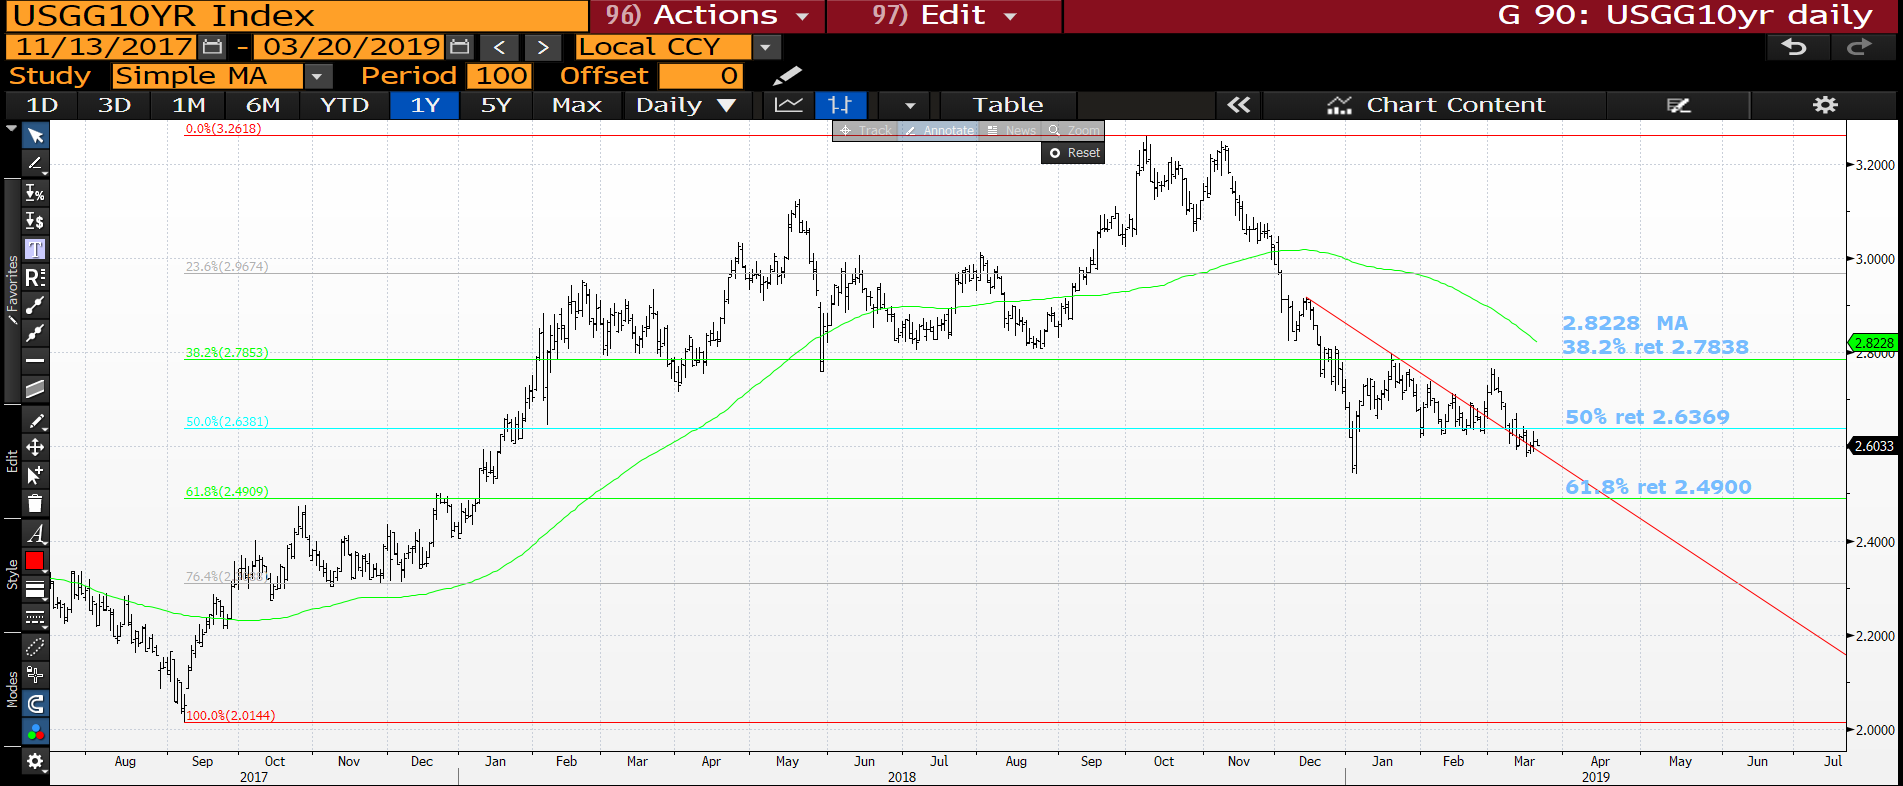 USGG10YR Index 96) Actions 97) Edit G 90: USGG10yr daily
11/13/2017 - 03/20/2019 < > Local CCY
Study Simple MA Period 100 Offset 0
1D 3D 1M 6M YTD 1Y 5Y Max Daily Table Chart Content
Track Annotate News Zoom
Reset
0.0%(3.2618)
23.6%(2.9674)
38.2%(2.7853)
50.0%(2.6381)
61.8%(2.4909)
100.0%(2.0144)
2.8228 MA
38.2% ret 2.7838
50% ret 2.6369
61.8% ret 2.4900
3.2000
3.0000
2.8228
2.8000
2.6033
2.4000
2.2000
2.0000
Favorites
Edit
Style
Modes
Aug Sep Oct Nov Dec Jan Feb Mar Apr May Jun Jul Aug Sep Oct Nov Dec Jan Feb Mar Apr May Jun Jul
2017 2018 2019